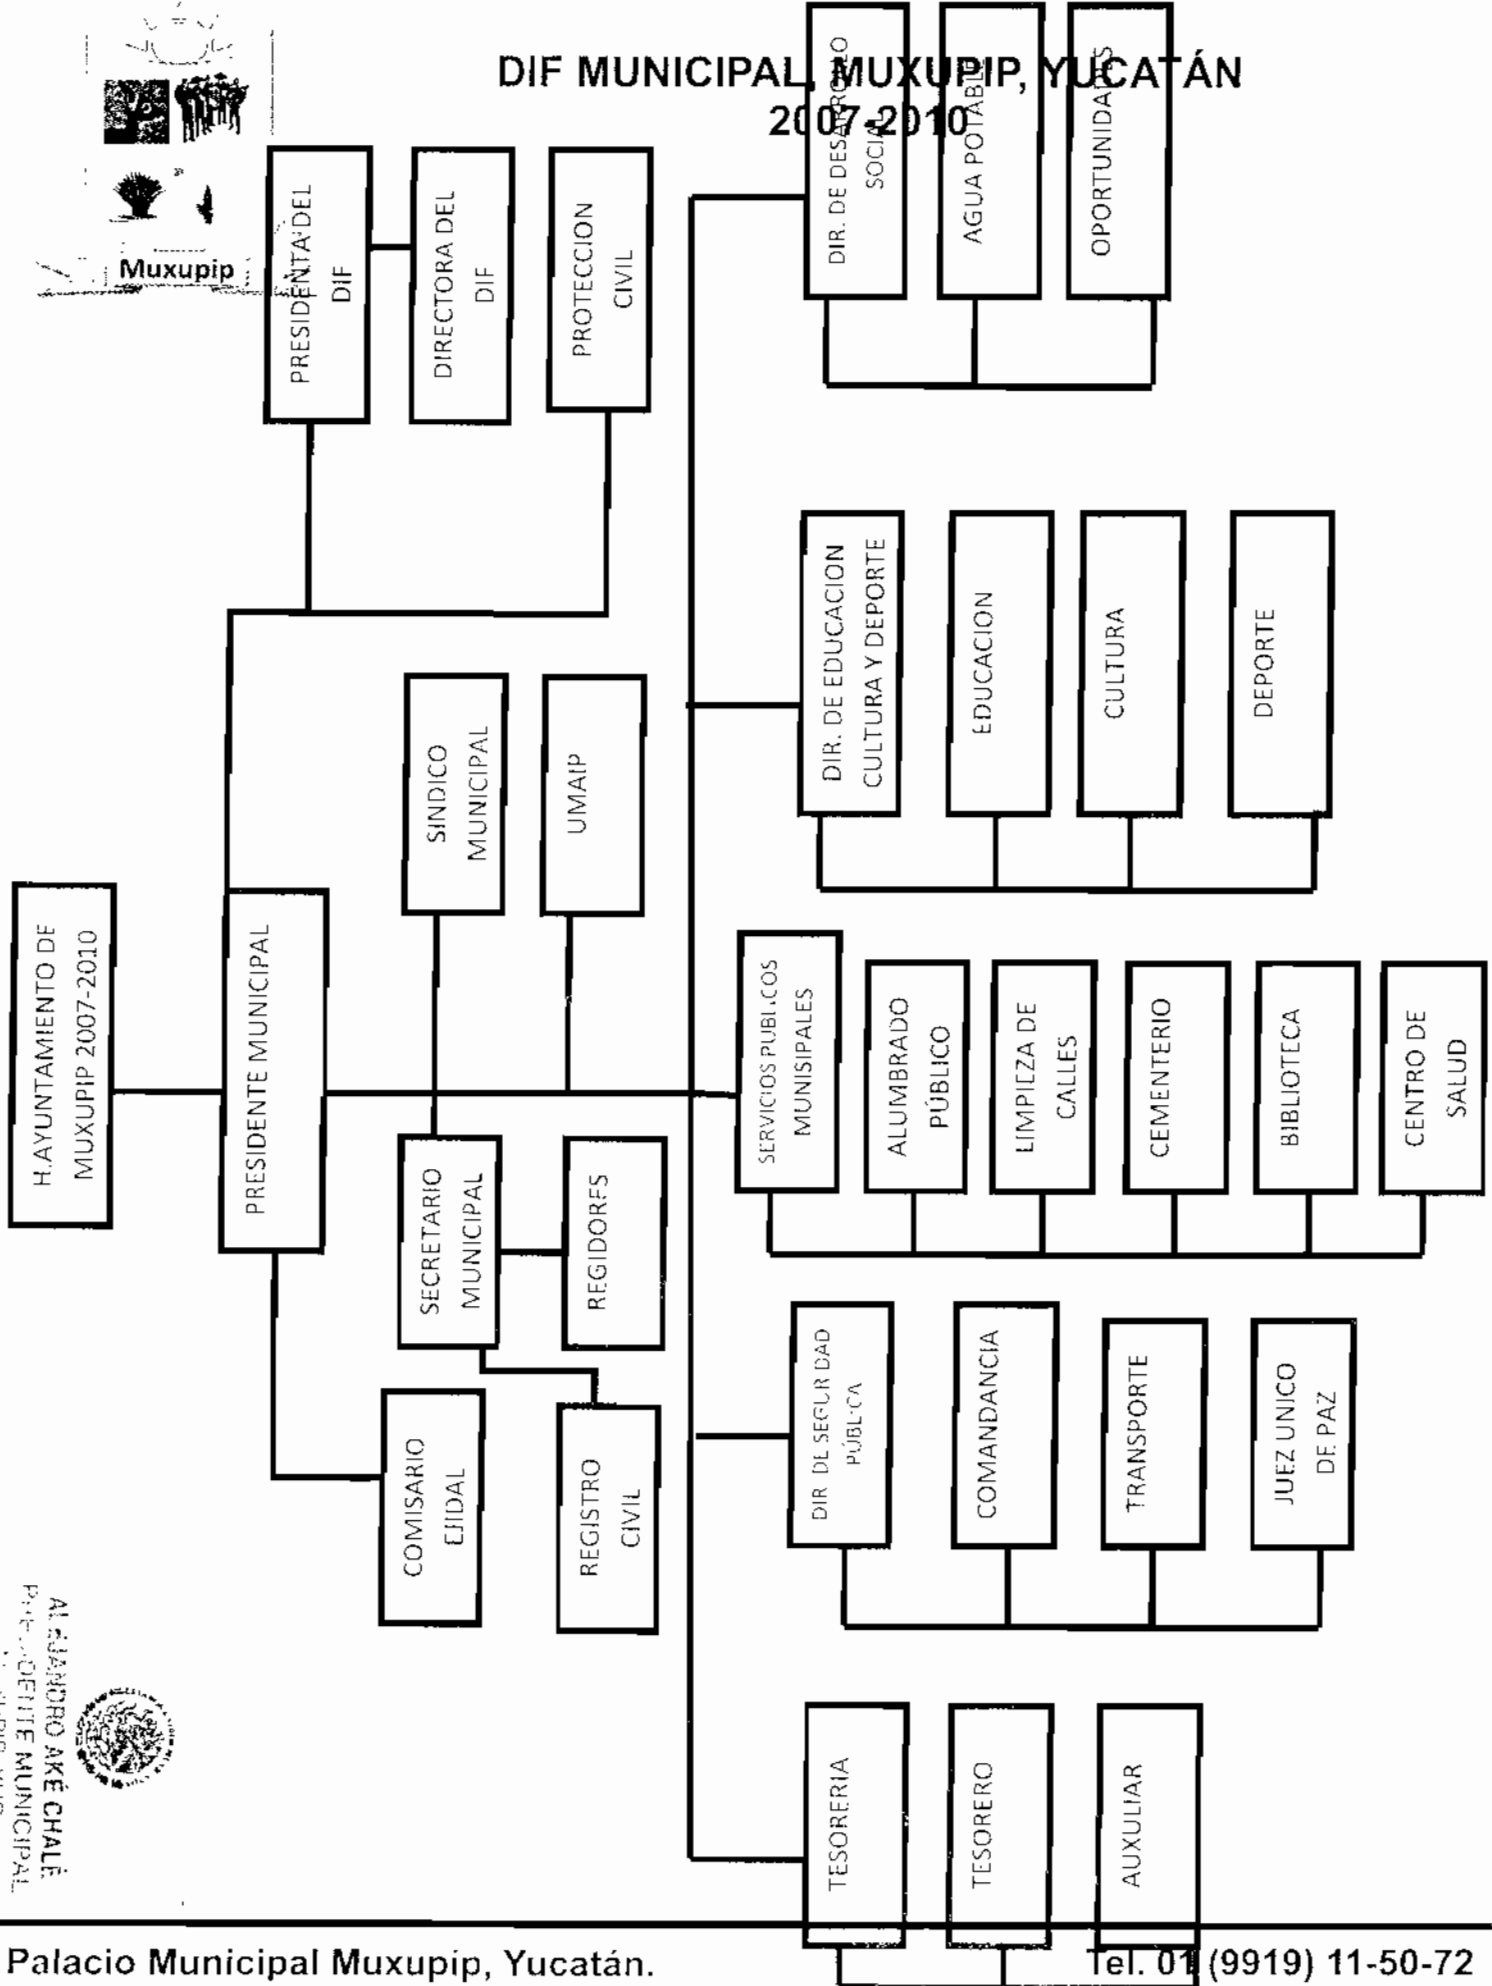 DIF MUNICIPAL, MUXUPIP, YUCATÁN
2007-2010
Muxupip
H.AYUNTAMIENTO DE
MUXUPIP 2007-2010
PRESIDENTE MUNICIPAL
PRESIDENTA DEL
DIF
DIRECTORA DEL
DIF
PROTECCION
CIVIL
SINDICO
MUNICIPAL
UMAIP
SECRETARIO
MUNICIPAL
REGIDORES
COMISARIO
EJIDAL
REGISTRO
CIVIL
DIR. DE DESARROLLO
SOCIAL
AGUA POTABLE
OPORTUNIDADES
DIR. DE EDUCACION
CULTURA Y DEPORTE
EDUCACION
CULTURA
DEPORTE
SERVICIOS PUBLICOS
MUNISIPALES
ALUMBRADO
PÚBLICO
LIMPIEZA DE
CALLES
CEMENTERIO
BIBLIOTECA
CENTRO DE
SALUD
DIR DE SEGURIDAD
PÚBLICA
COMANDANCIA
TRANSPORTE
JUEZ UNICO
DE PAZ
TESORERIA
TESORERO
AUXULIAR
ALEJANDRO AKÉ CHALÉ
PRESIDENTE MUNICIPAL
Palacio Municipal Muxupip, Yucatán.
Tel. 01 (9919) 11-50-72